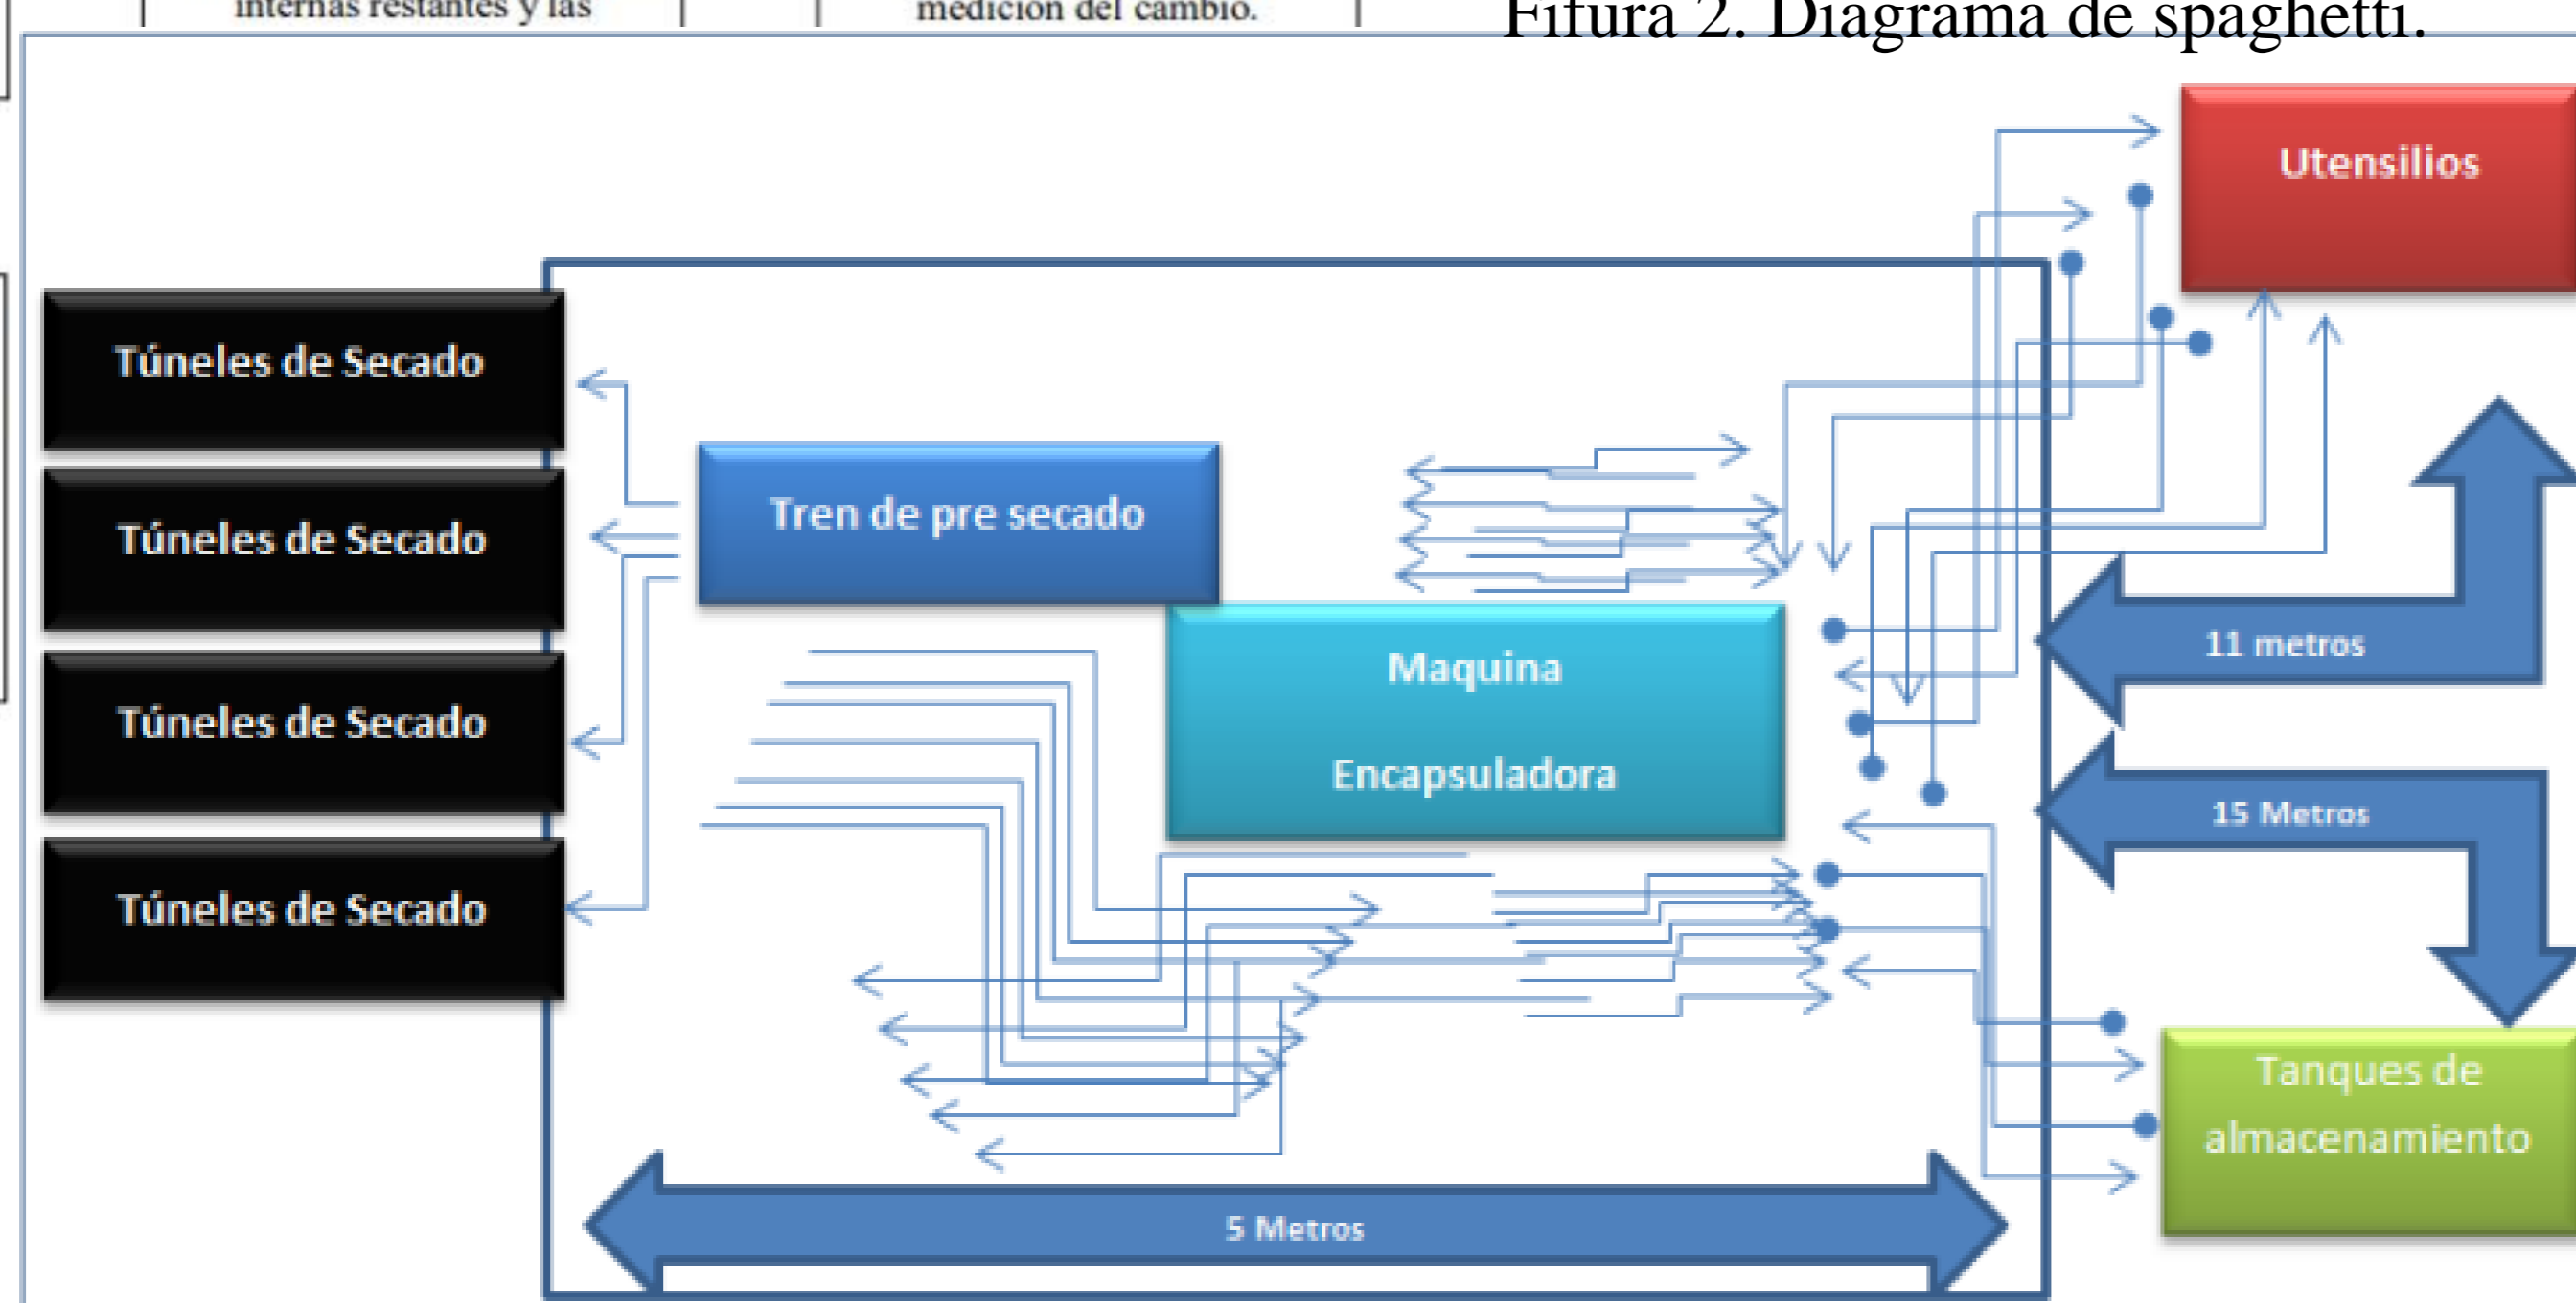 internas restantes y las
medición del cambio.
Fifura 2. Diagrama de spaghetti.
Utensilios
Túneles de Secado
Túneles de Secado
Túneles de Secado
Túneles de Secado
Tren de pre secado
Maquina
Encapsuladora
11 metros
15 Metros
Tanques de
almacenamiento
5 Metros